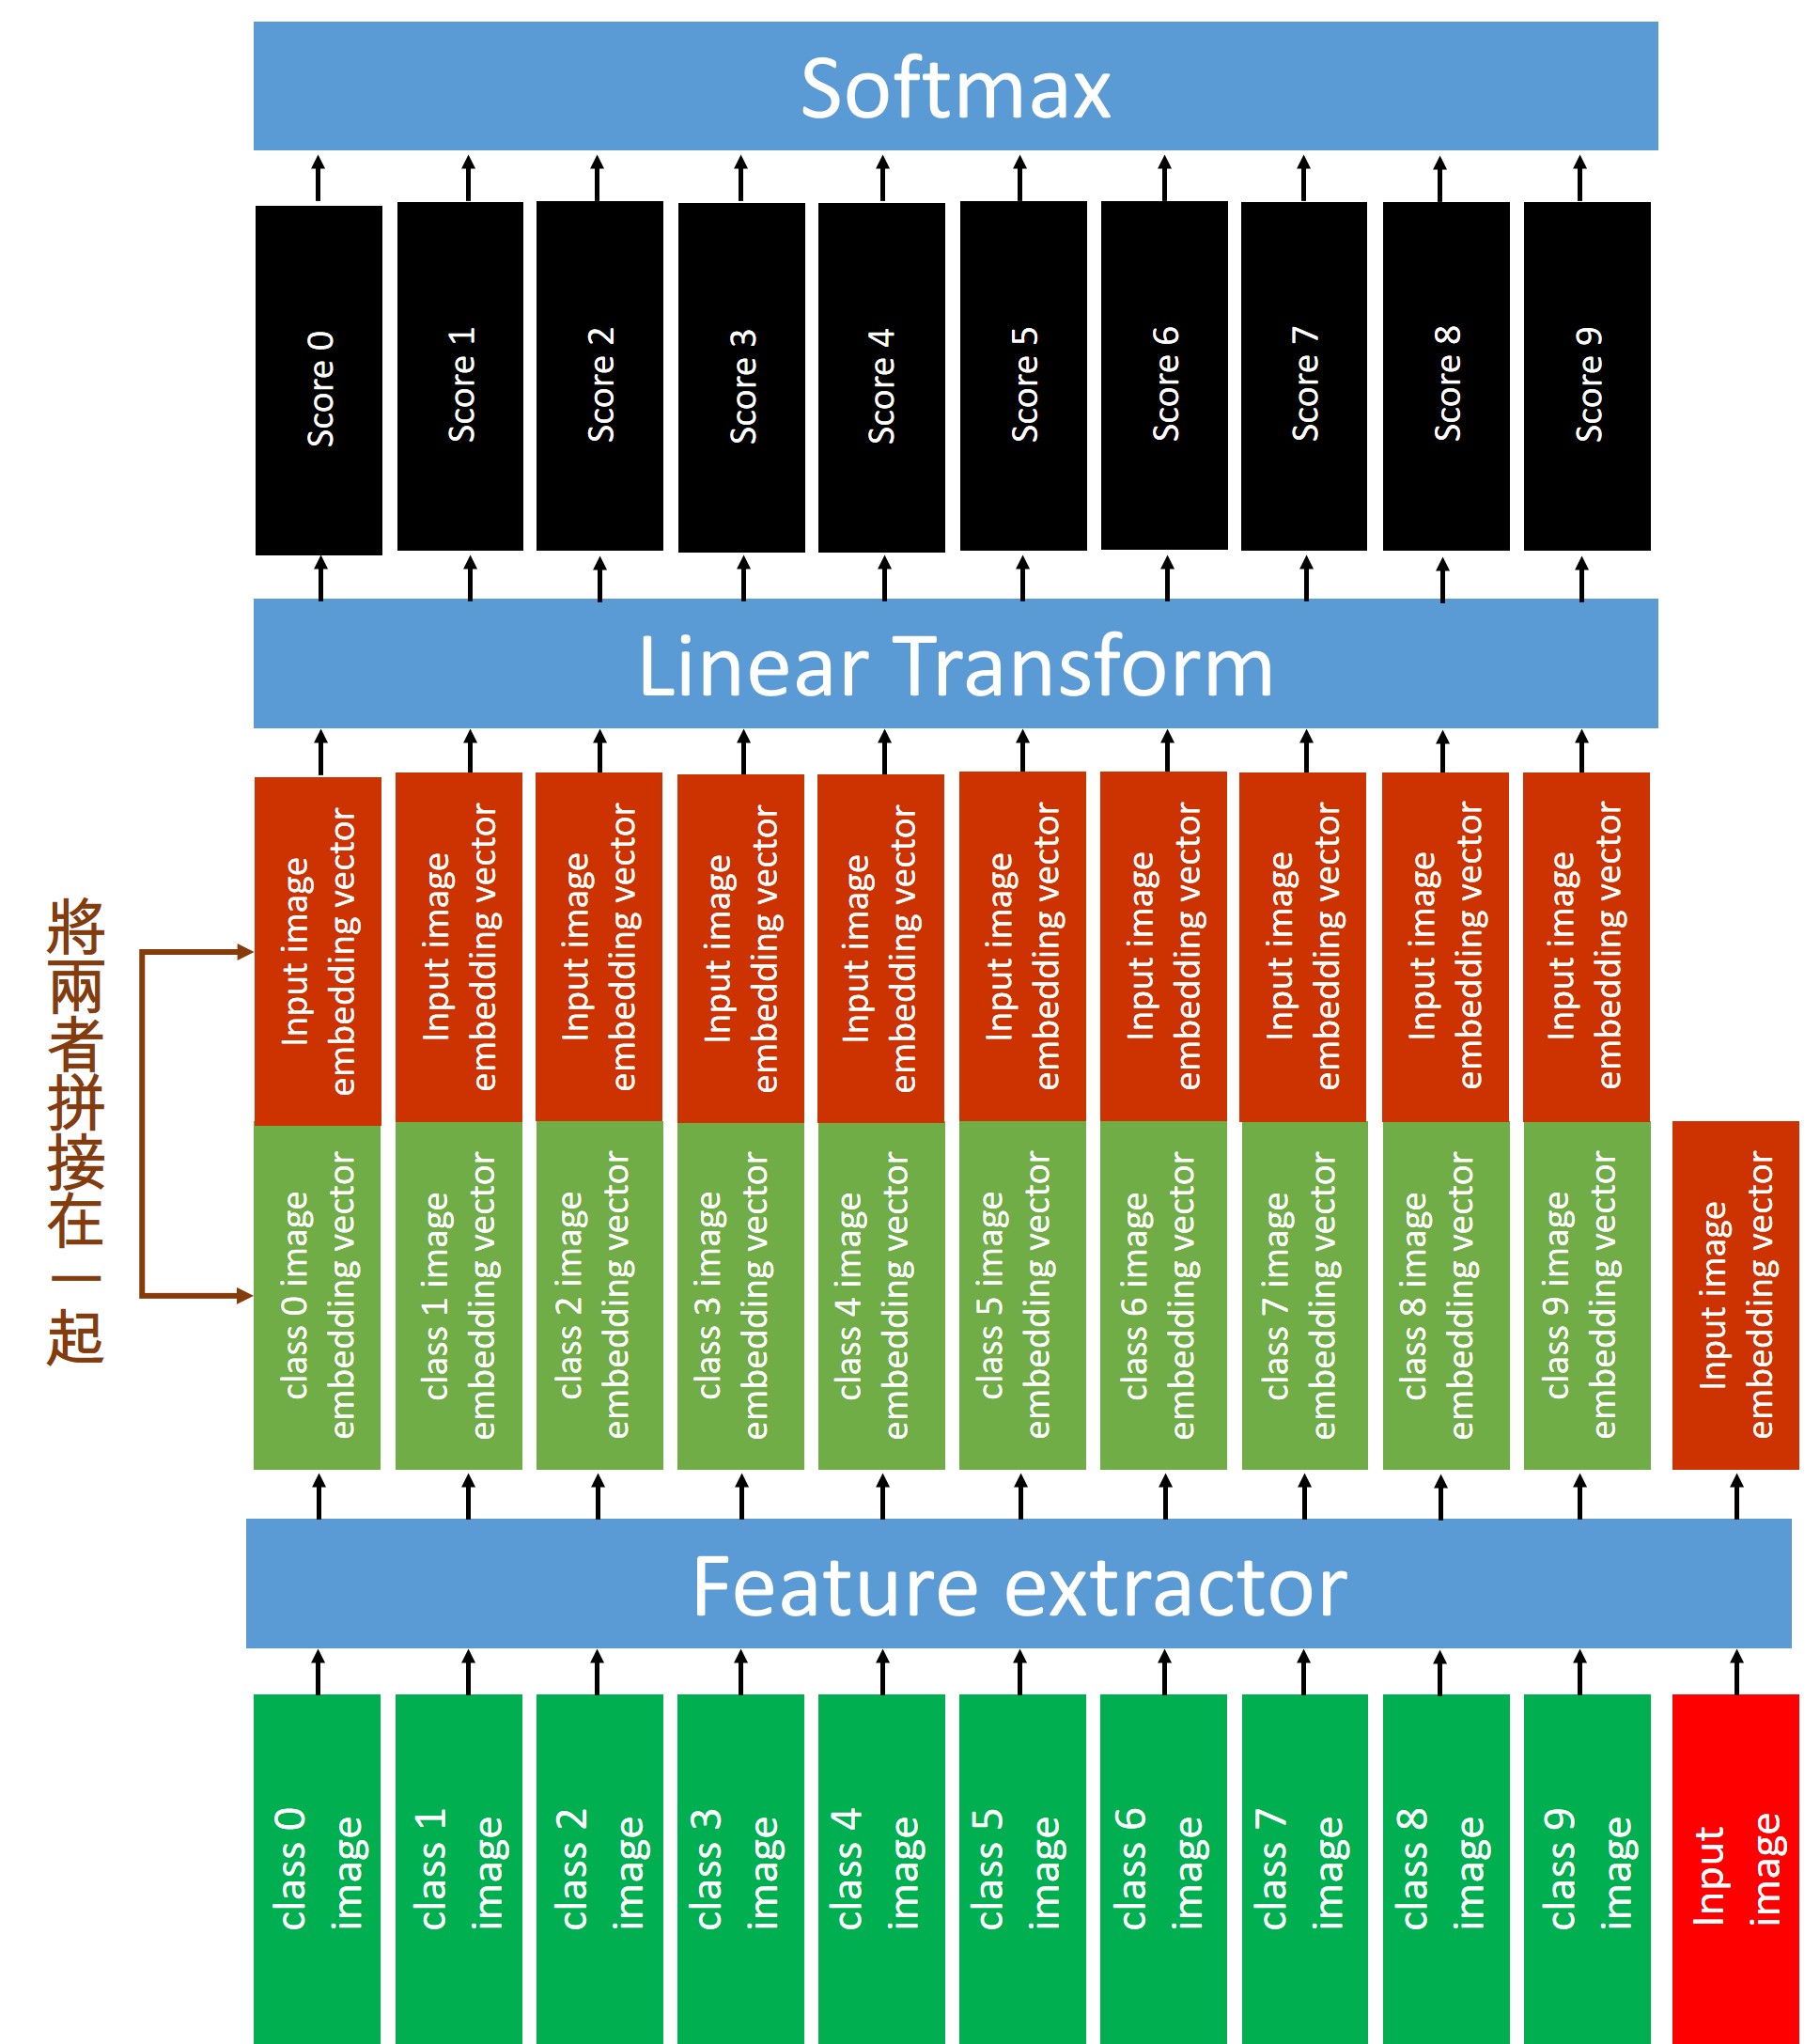 Softmax
Score 0
Score 1
Score 2
Score 3
Score 4
Score 5
Score 6
Score 7
Score 8
Score 9
Linear Transform
將兩者拼接在一起
Input image
embedding vector
Input image
embedding vector
Input image
embedding vector
Input image
embedding vector
Input image
embedding vector
Input image
embedding vector
Input image
embedding vector
Input image
embedding vector
Input image
embedding vector
Input image
embedding vector
class 0 image
embedding vector
class 1 image
embedding vector
class 2 image
embedding vector
class 3 image
embedding vector
class 4 image
embedding vector
class 5 image
embedding vector
class 6 image
embedding vector
class 7 image
embedding vector
class 8 image
embedding vector
class 9 image
embedding vector
Input image
embedding vector
Feature extractor
class 0
image
class 1
image
class 2
image
class 3
image
class 4
image
class 5
image
class 6
image
class 7
image
class 8
image
class 9
image
Input
image